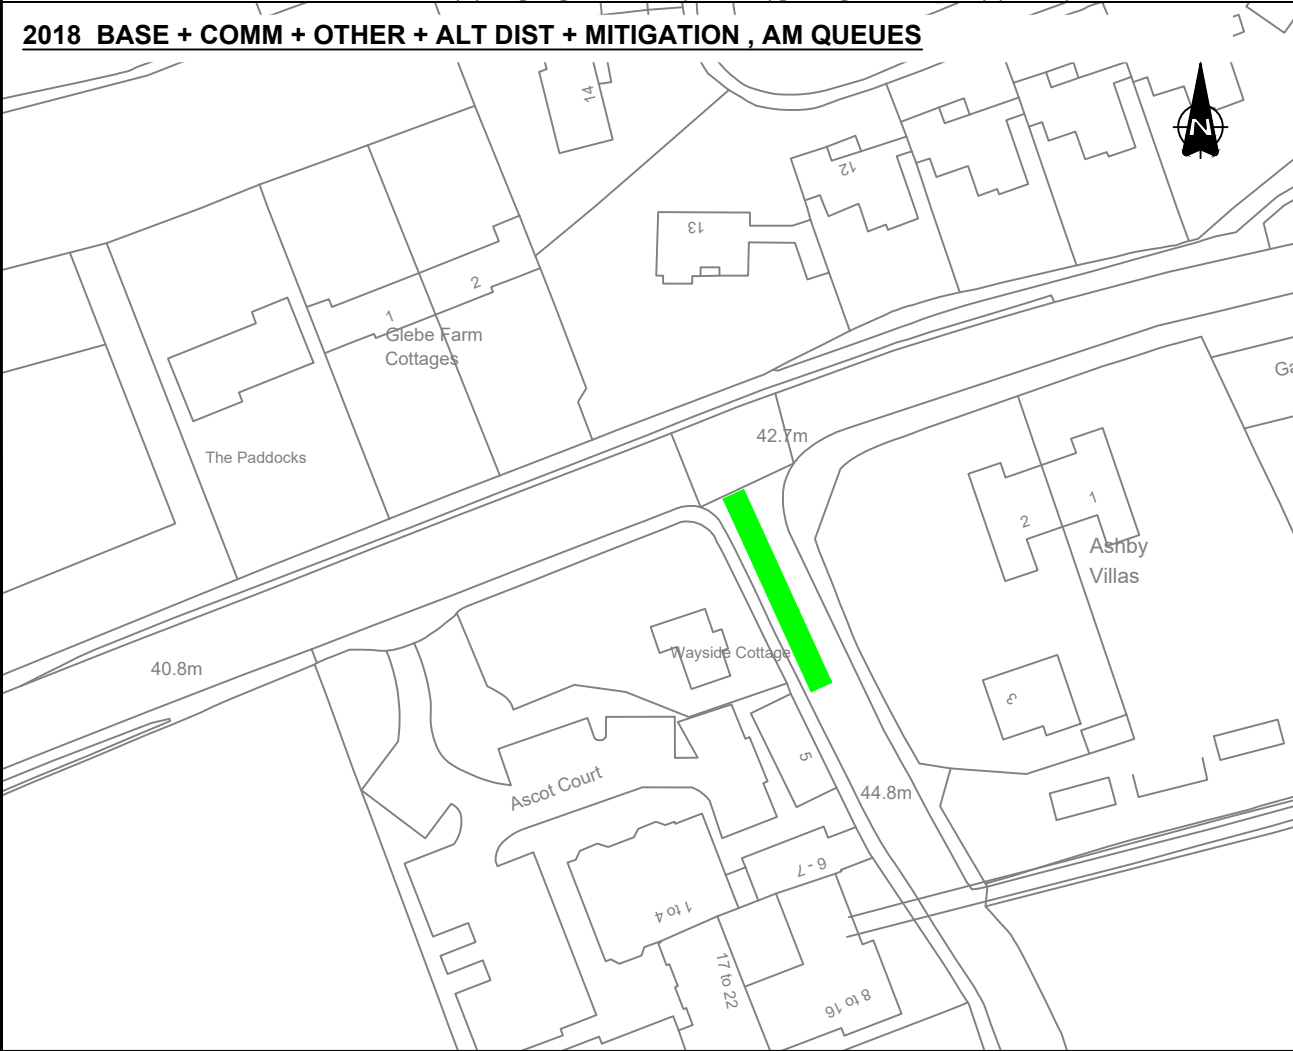 2018 BASE + COMM + OTHER + ALT DIST + MITIGATION , AM QUEUES
14
N
12
13
2
1
Glebe Farm
Cottages
The Paddocks
42.7m
1
2
Ashby
Villas
Wayside Cottage
40.8m
3
5
Ascot Court
44.8m
6 - 7
1 to 4
17 to 22
8 to 16